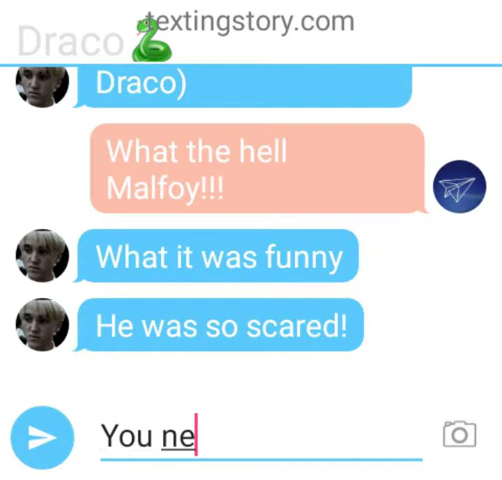 textingstory.com
Draco
Draco)
What the hell
Malfoy!!!
What it was funny
He was so scared!
You ne